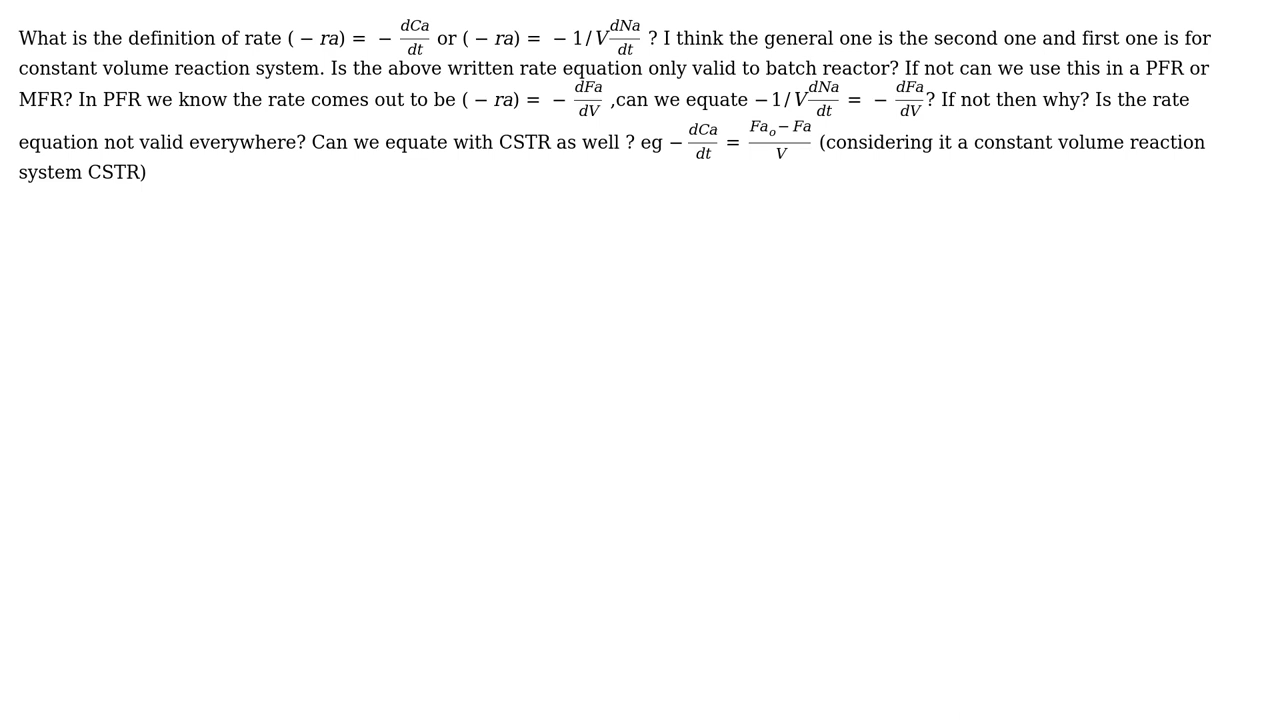 What is the definition of rate ( − ra) = − dCa/dt or ( − ra) = − 1/V dNa/dt ? I think the general one is the second one and first one is for
constant volume reaction system. Is the above written rate equation only valid to batch reactor? If not can we use this in a PFR or
MFR? In PFR we know the rate comes out to be ( − ra) = − dFa/dV ,can we equate −1/V dNa/dt = − dFa/dV? If not then why? Is the rate
equation not valid everywhere? Can we equate with CSTR as well ? eg − dCa/dt = (Fa₀ − Fa)/V (considering it a constant volume reaction
system CSTR)